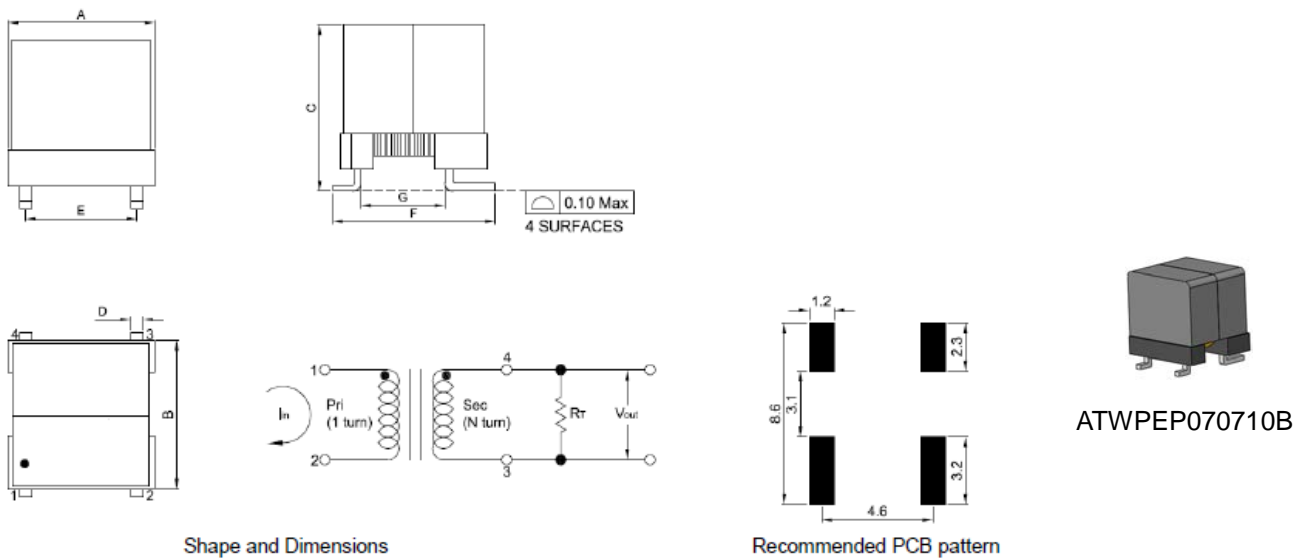 A
C
G
F
0.10 Max
4 SURFACES
E
D
4
3
B
1
2
1
2
Iin
Pri
(1 turn)
Sec
(N turn)
4
3
RT
Vout
1.2
2.3
8.6
3.1
3.2
4.6
ATWPEP070710B
Shape and Dimensions
Recommended PCB pattern